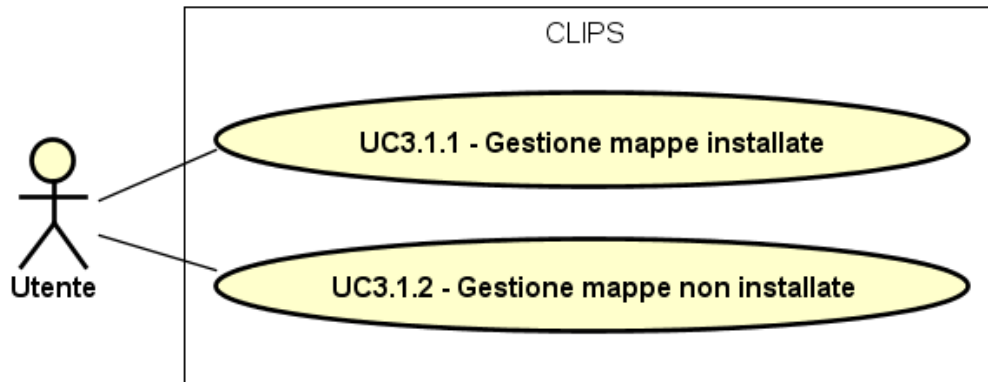 CLIPS
UC3.1.1 - Gestione mappe installate
Utente
UC3.1.2 - Gestione mappe non installate